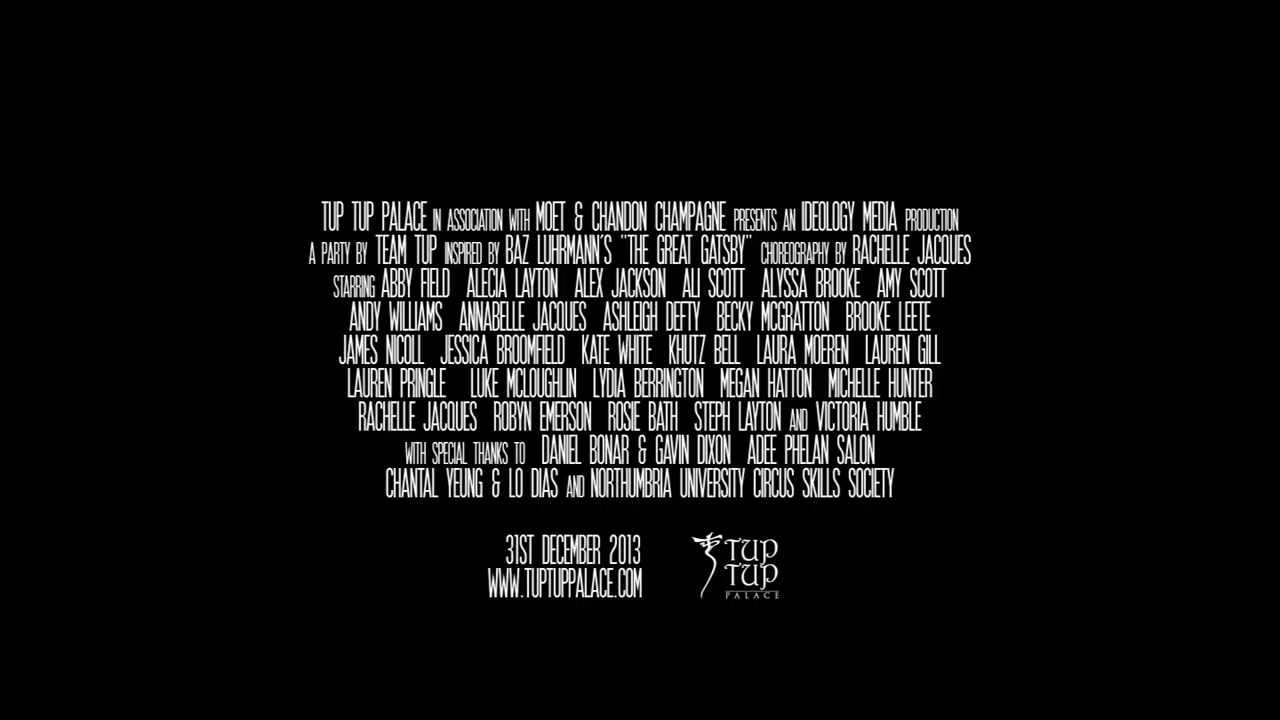 TUP TUP PALACE IN ASSOCIATION WITH MOET & CHANDON CHAMPAGNE PRESENTS AN IDEOLOGY MEDIA PRODUCTION
A PARTY BY TEAM TUP INSPIRED BY BAZ LUHRMANN'S "THE GREAT GATSBY" CHOREOGRAPHY BY RACHELLE JACQUES
STARRING ABBY FIELD ALECIA LAYTON ALEX JACKSON ALI SCOTT ALYSSA BROOKE AMY SCOTT
ANDY WILLIAMS ANNABELLE JACQUES ASHLEIGH DEFTY BECKY MCGRATTON BROOKE LEETE
JAMES NICOLL JESSICA BROOMFIELD KATE WHITE KHUTZ BELL LAURA MOEREN LAUREN GILL
LAUREN PRINGLE LUKE MCLOUGHLIN LYDIA BERRINGTON MEGAN HATTON MICHELLE HUNTER
RACHELLE JACQUES ROBYN EMERSON ROSIE BATH STEPH LAYTON AND VICTORIA HUMBLE
WITH SPECIAL THANKS TO DANIEL BONAR & GAVIN DIXON ADEE PHELAN SALON
CHANTAL YEUNG & LO DIAS AND NORTHUMBRIA UNIVERSITY CIRCUS SKILLS SOCIETY
31ST DECEMBER 2013
WWW.TUPTUPPALACE.COM
TUP
TUP
PALACE